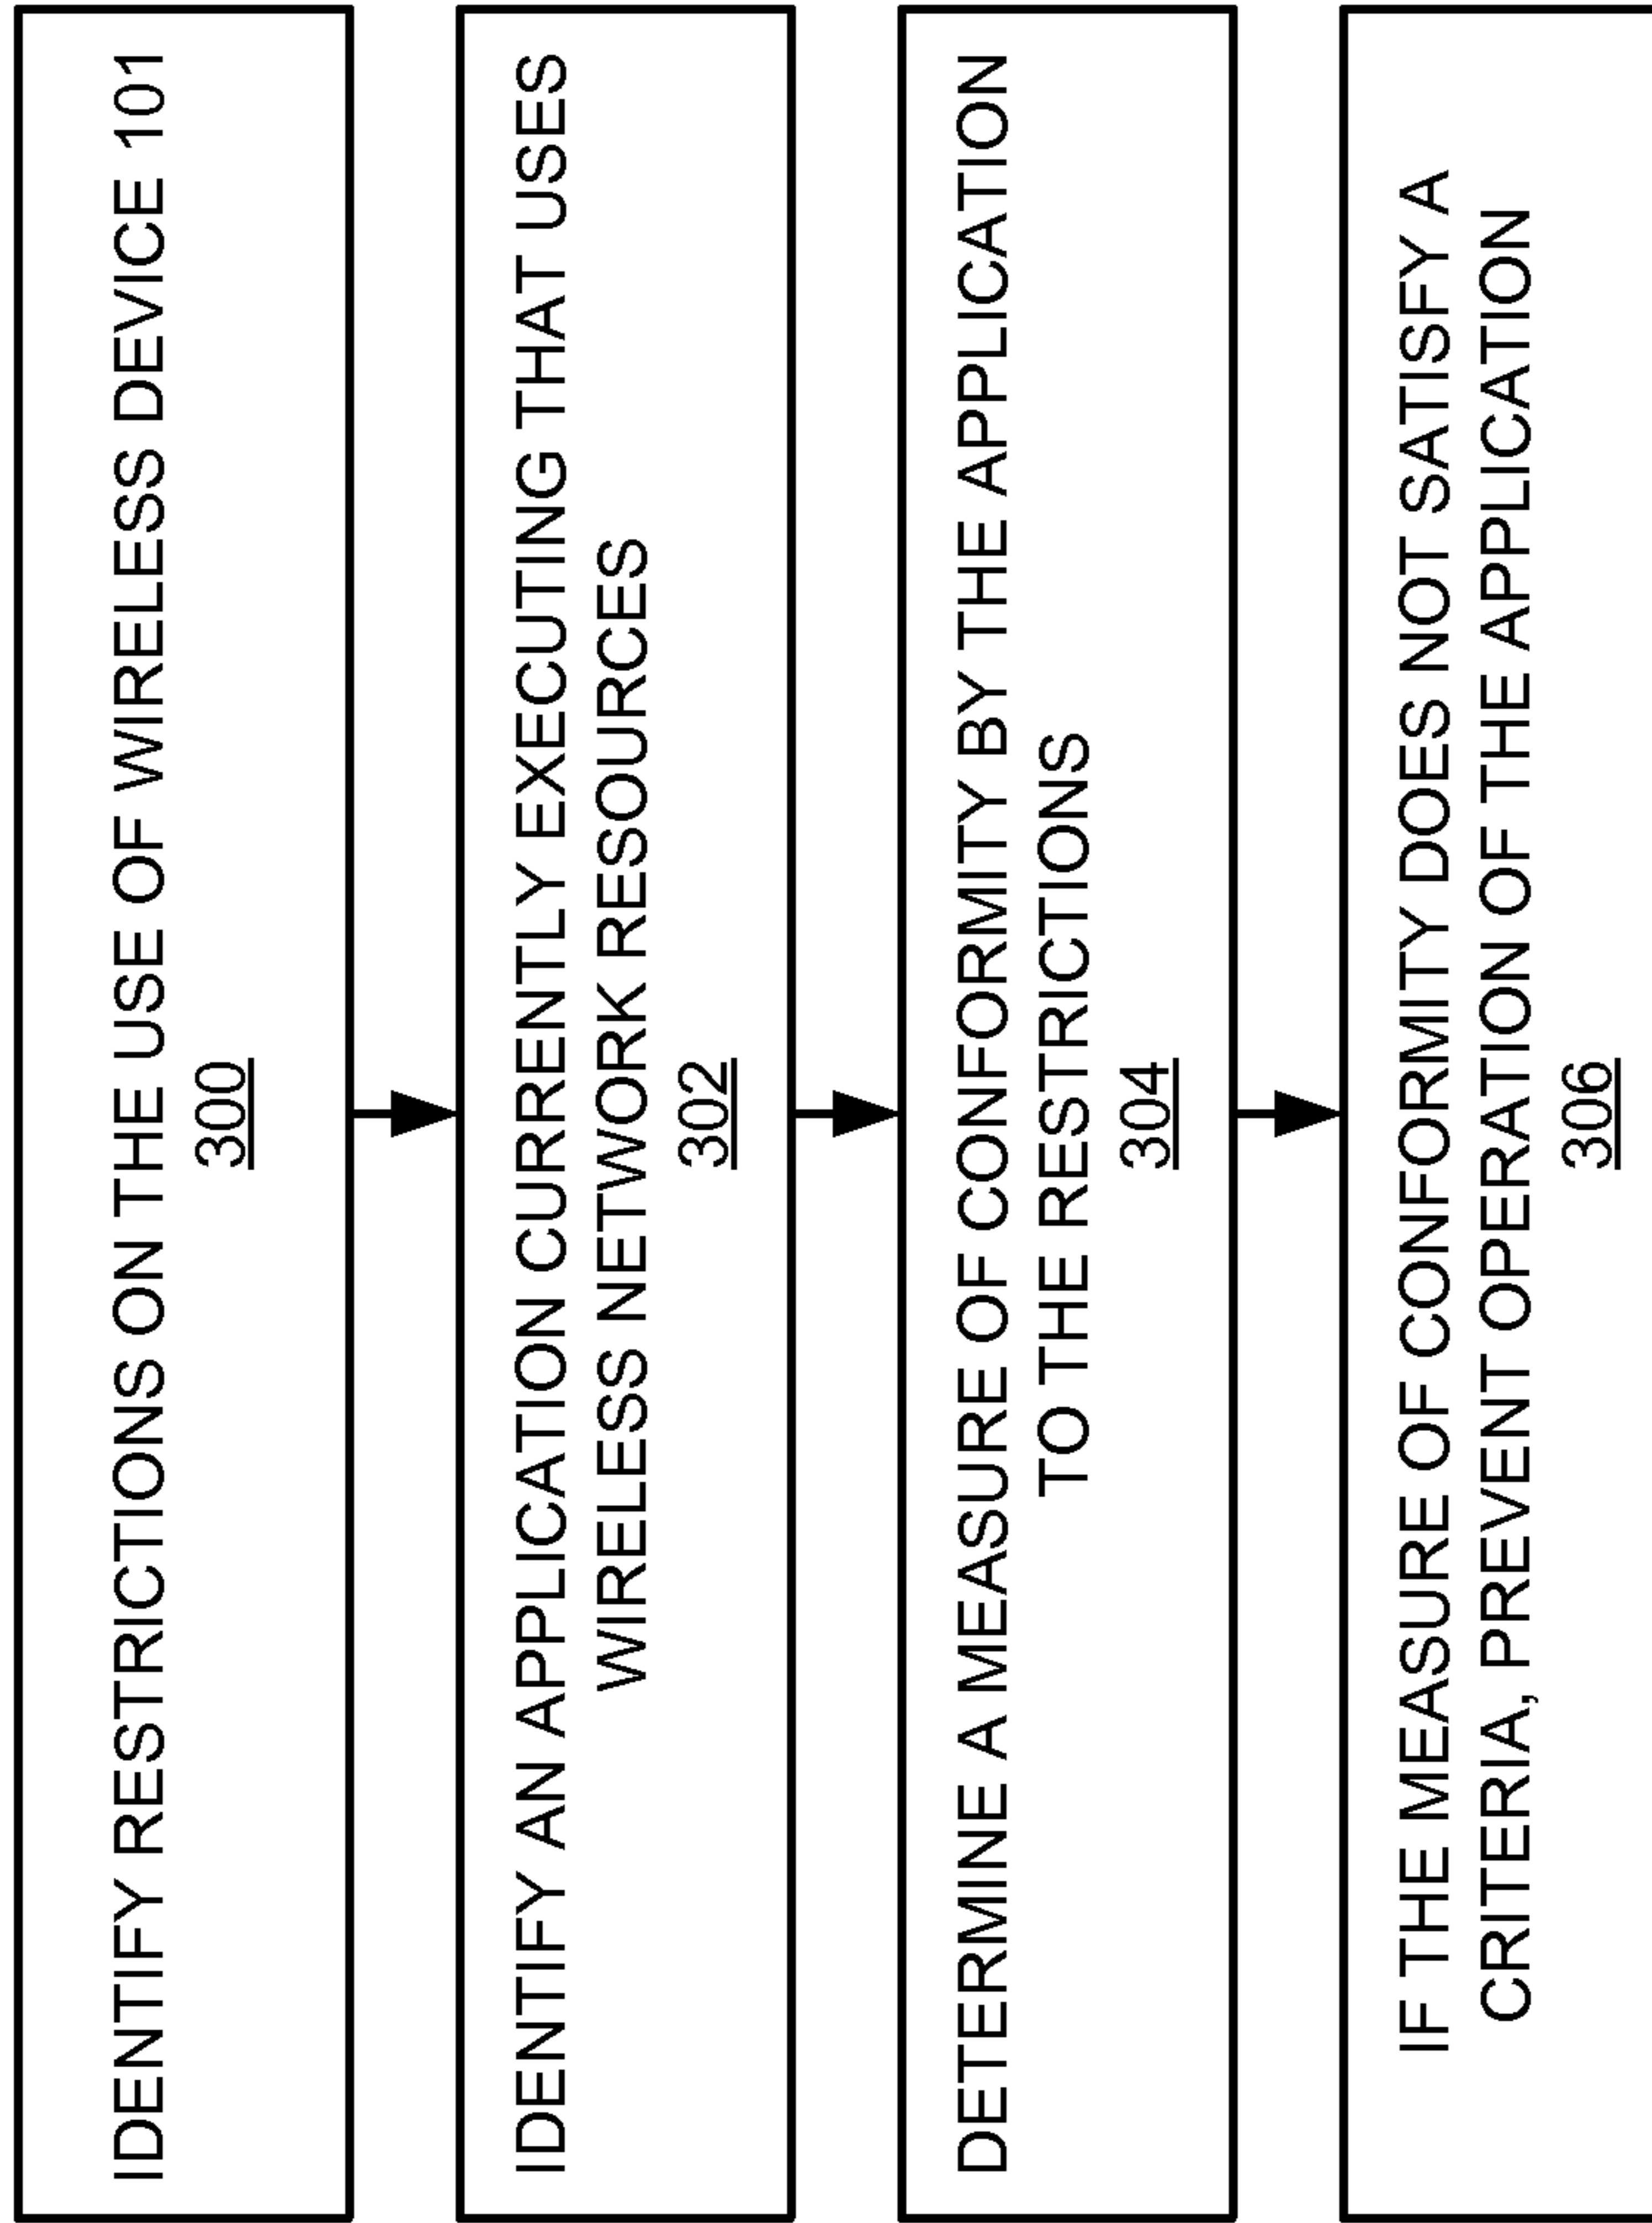 IDENTIFY RESTRICTIONS ON THE USE OF WIRELESS DEVICE 101
300
IDENTIFY AN APPLICATION CURRENTLY EXECUTING THAT USES
WIRELESS NETWORK RESOURCES
302
DETERMINE A MEASURE OF CONFORMITY BY THE APPLICATION
TO THE RESTRICTIONS
304
IF THE MEASURE OF CONFORMITY DOES NOT SATISFY A
CRITERIA, PREVENT OPERATION OF THE APPLICATION
306